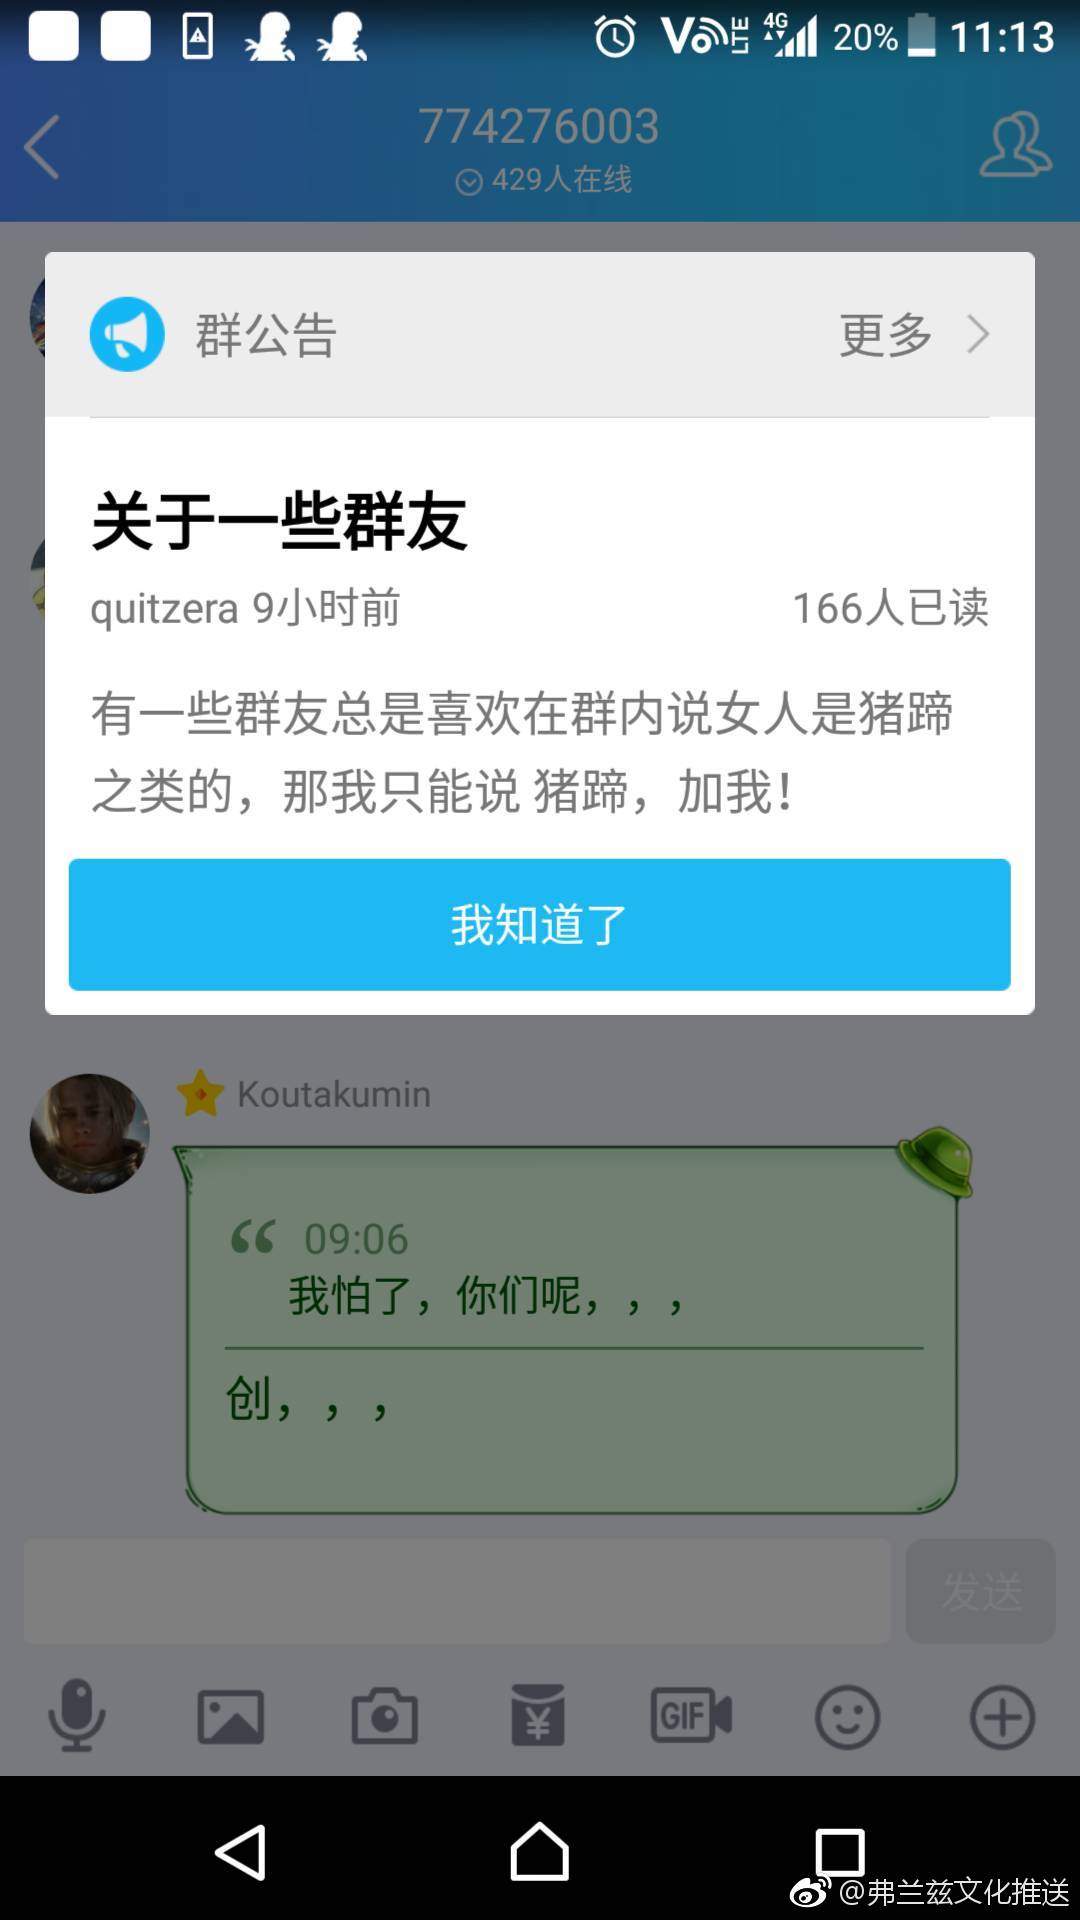 VoLTE 4G 20% 11:13
774276003
429人在线
群公告 更多
关于一些群友
quitzera 9小时前 166人已读
有一些群友总是喜欢在群内说女人是猪蹄
之类的，那我只能说 猪蹄，加我！
我知道了
Koutakumin
“ 09:06
我怕了，你们呢，，，
创，，，
发送
¥ GIF
@弗兰兹文化推送